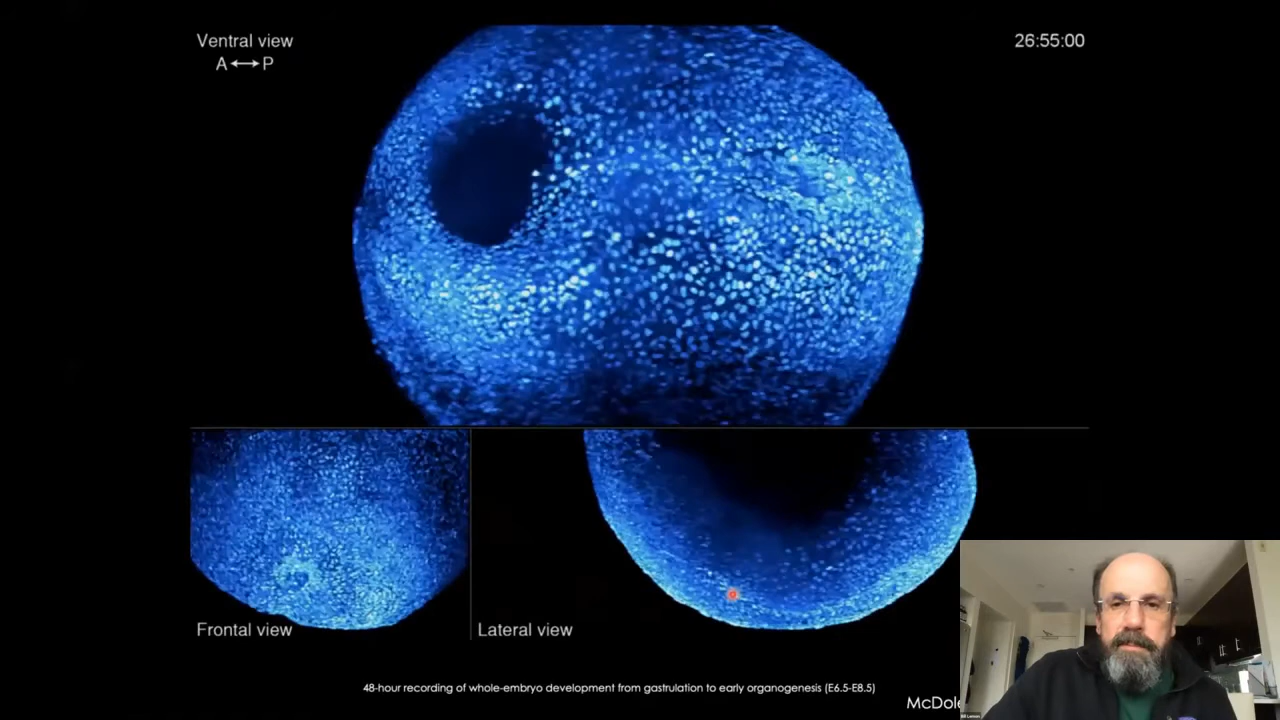 Ventral view
A⟷P
26:55:00
Frontal view
Lateral view
48-hour recording of whole-embryo development from gastrulation to early organogenesis (E6.5-E8.5)
McDole